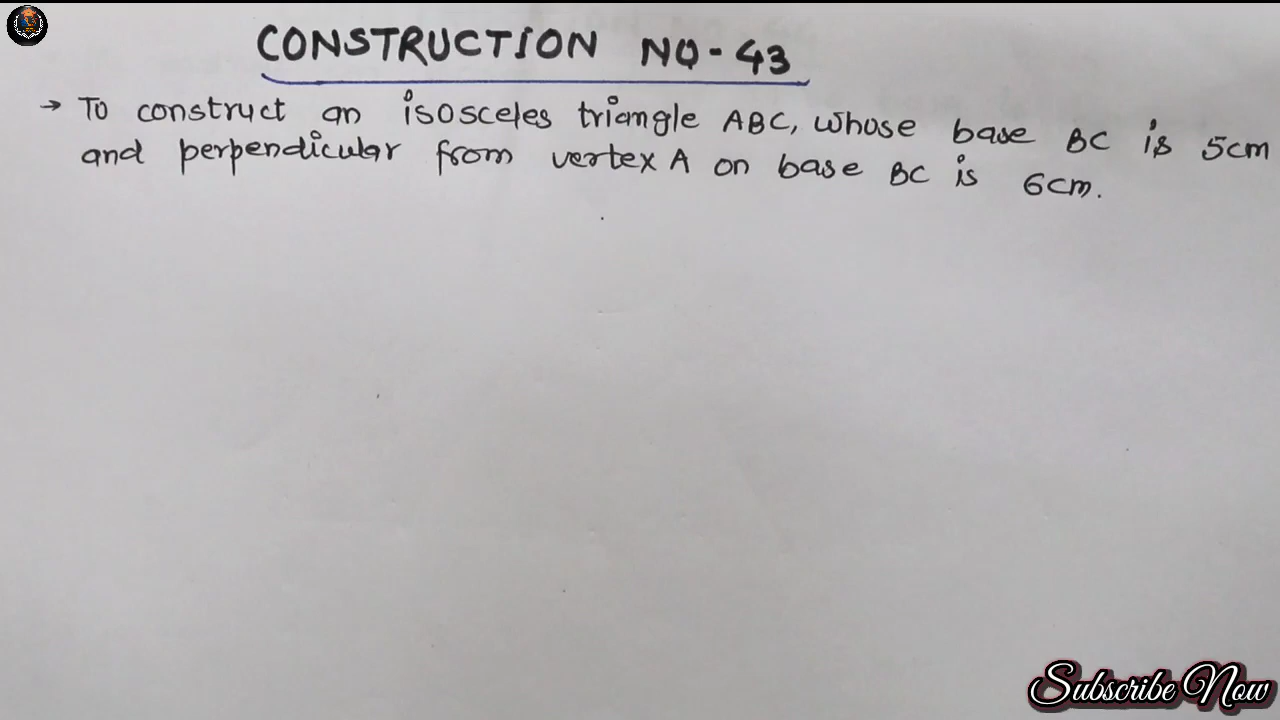 CONSTRUCTION NO-43
→ To construct an isosceles triangle ABC, whose base BC is 5cm
and perpendicular from vertex A on base BC is 6cm.
Subscribe Now